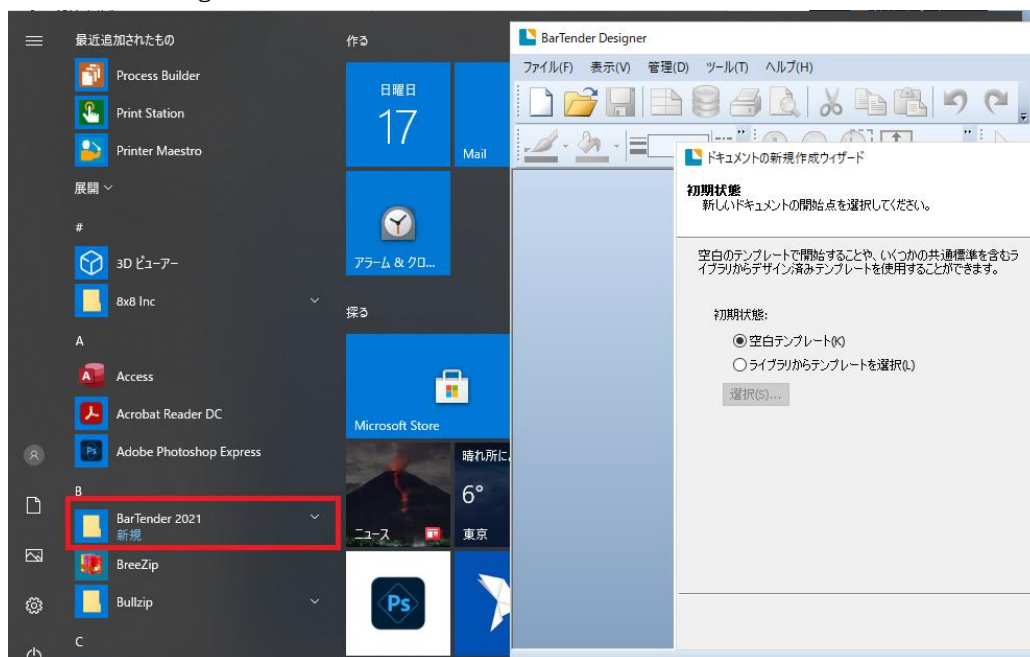 最近追加されたもの
Process Builder
Print Station
Printer Maestro
展開
#
3D ビューアー
8x8 Inc
A
Access
Acrobat Reader DC
Adobe Photoshop Express
B
BarTender 2021
新規
BreeZip
Bullzip
C
作る
日曜日
17
Mail
アラーム & クロ...
探る
Microsoft Store
ニュース
晴れ所に
6°
東京
Ps
BarTender Designer
ファイル(F) 表示(V) 管理(D) ツール(T) ヘルプ(H)
ドキュメントの新規作成ウィザード
初期状態
新しいドキュメントの開始点を選択してください。
空白のテンプレートで開始することや、いくつかの共通標準を含むラ
イブラリからデザイン済みテンプレートを使用することができます。
初期状態:
空白テンプレート(K)
ライブラリからテンプレートを選択(L)
選択(S)...